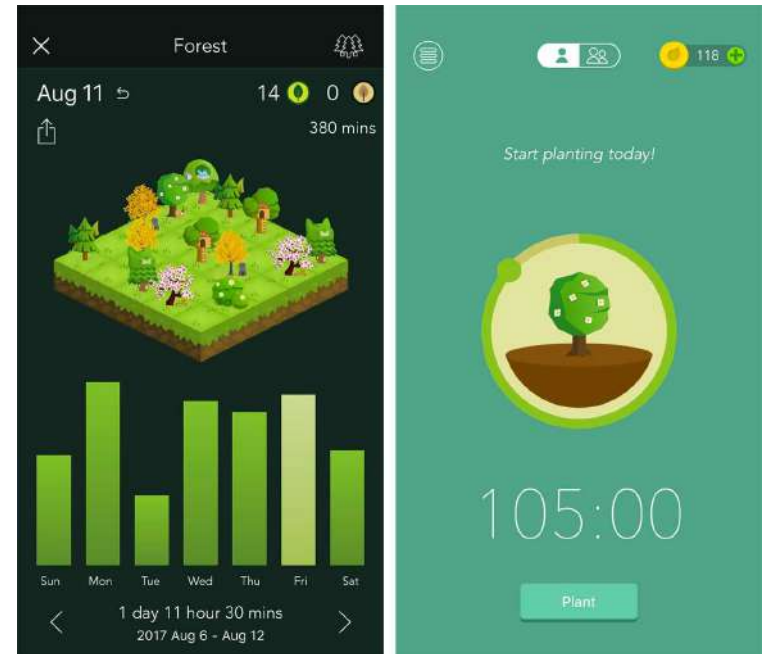 Forest
Aug 11 14 0
380 mins
Sun Mon Tue Wed Thu Fri Sat
1 day 11 hour 30 mins
2017 Aug 6 - Aug 12
118
Start planting today!
105:00
Plant